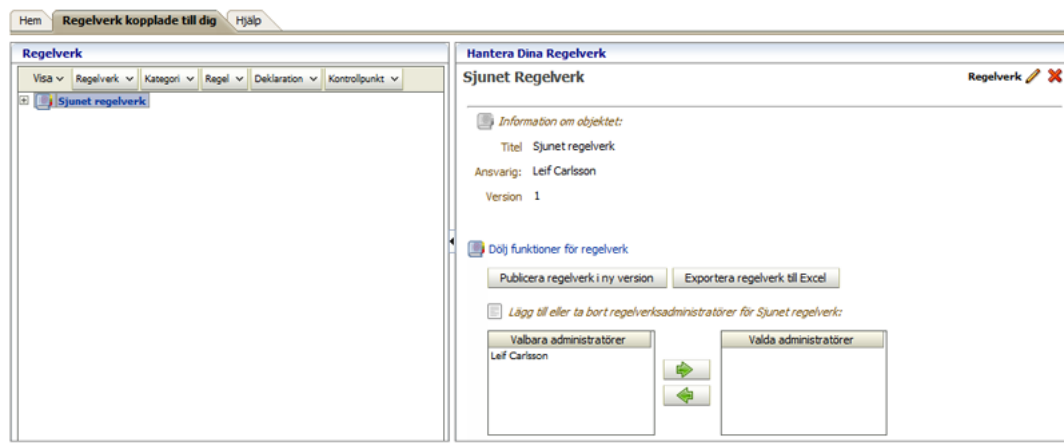 Hem Regelverk kopplade till dig Hjälp
Regelverk
Visa Regelverk Kategori Regel Deklaration Kontrollpunkt
Sjunet regelverk
Hantera Dina Regelverk
Sjunet Regelverk Regelverk
Information om objektet:
Titel Sjunet regelverk
Ansvarig: Leif Carlsson
Version 1
Dölj funktioner för regelverk
Publicera regelverk i ny version Exportera regelverk till Excel
Lägg till eller ta bort regelverksadministratörer för Sjunet regelverk:
Valbara administratörer Valda administratörer
Leif Carlsson